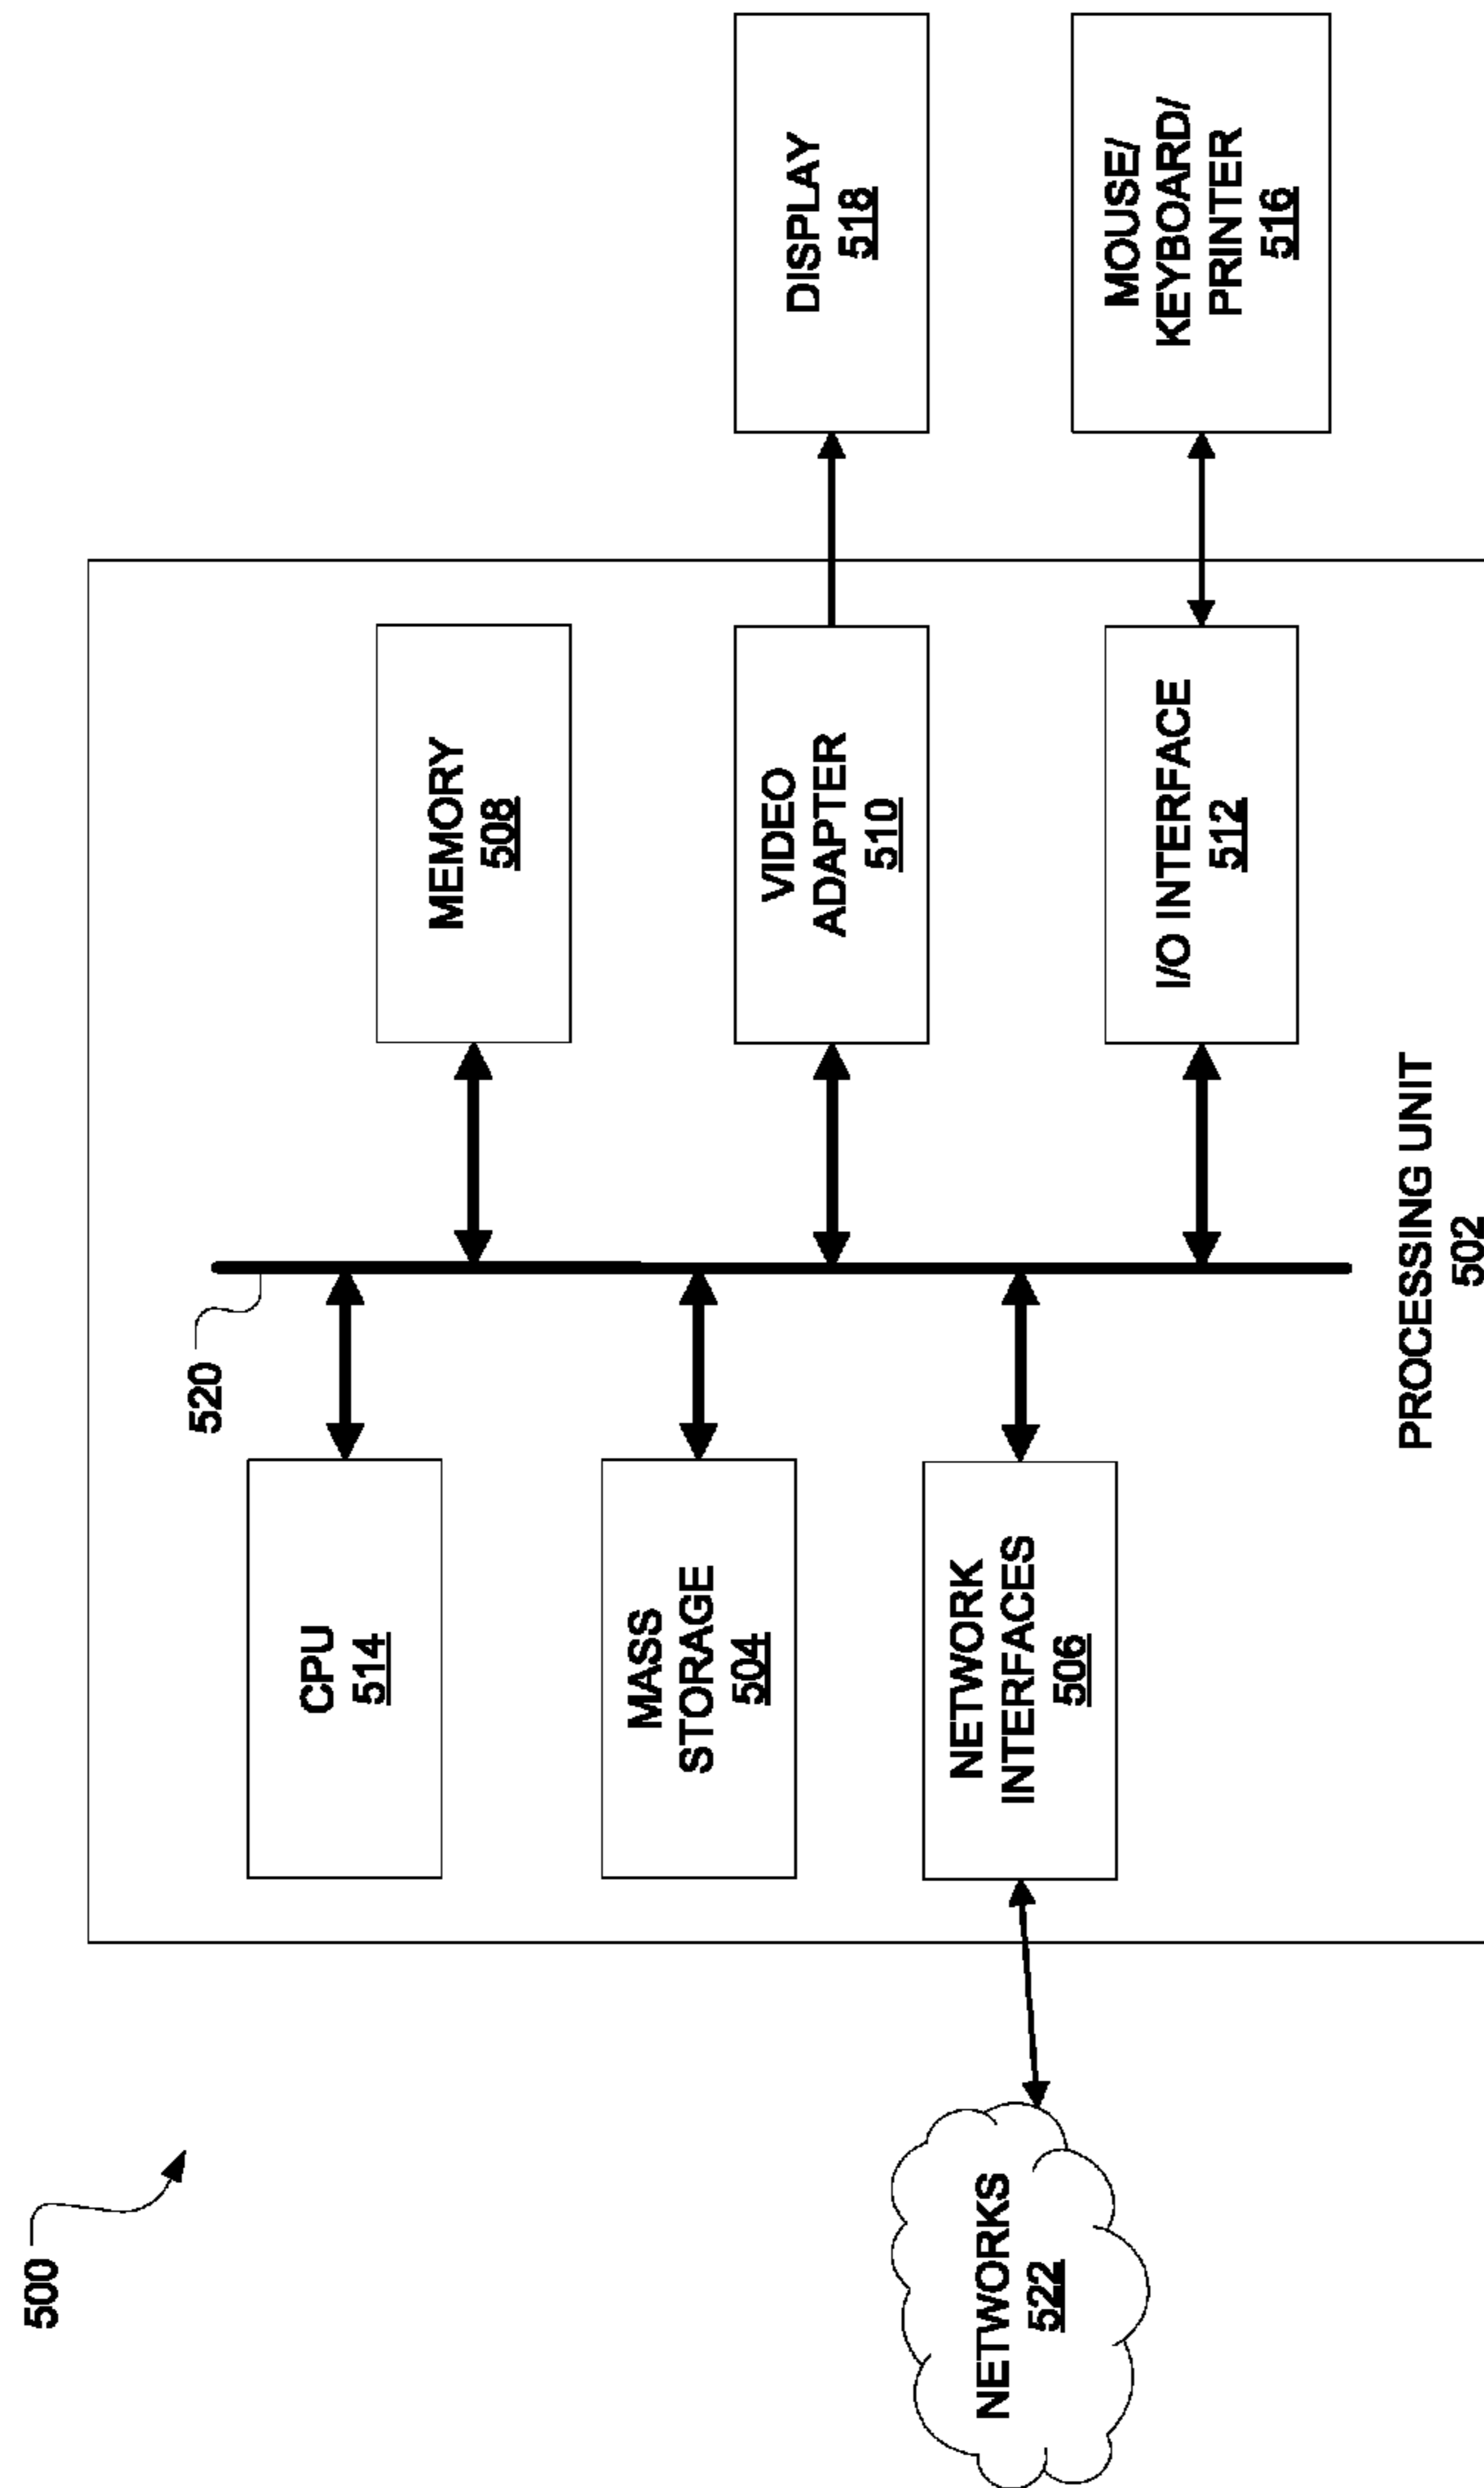 500
520
CPU
514
MEMORY
508
MASS
STORAGE
504
VIDEO
ADAPTER
510
DISPLAY
518
NETWORKS
522
NETWORK
INTERFACES
506
I/O INTERFACE
512
MOUSE/
KEYBOARD/
PRINTER
516
PROCESSING UNIT
502